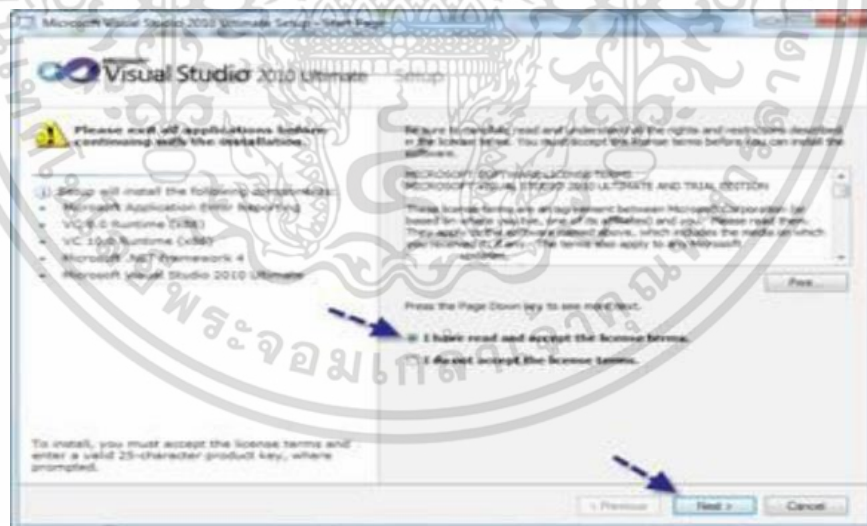 Microsoft Visual Studio 2010 Ultimate Setup - Start Page
Visual Studio 2010 Ultimate Setup
Please exit all applications before
continuing with the installation.
Setup will install the following components:
Microsoft Application Error Reporting
VC 9.0 Runtime (x86)
VC 10.0 Runtime (x86)
Microsoft .NET Framework 4
Microsoft Visual Studio 2010 Ultimate
To install, you must accept the license terms and
enter a valid 25-character product key, where
prompted.
Be sure to carefully read and understand all the rights and restrictions described
in the license terms. You must accept the license terms before you can install the
software.
MICROSOFT SOFTWARE LICENSE TERMS
MICROSOFT VISUAL STUDIO 2010 ULTIMATE AND TRIAL EDITION
These license terms are an agreement between Microsoft Corporation (or
based on where you live, one of its affiliates) and you. Please read them.
They apply to the software named above, which includes the media on which
you received it, if any. The terms also apply to any Microsoft
updates,
Print
Press the Page Down key to see more text.
I have read and accept the license terms.
I do not accept the license terms.
< Previous
Next >
Cancel